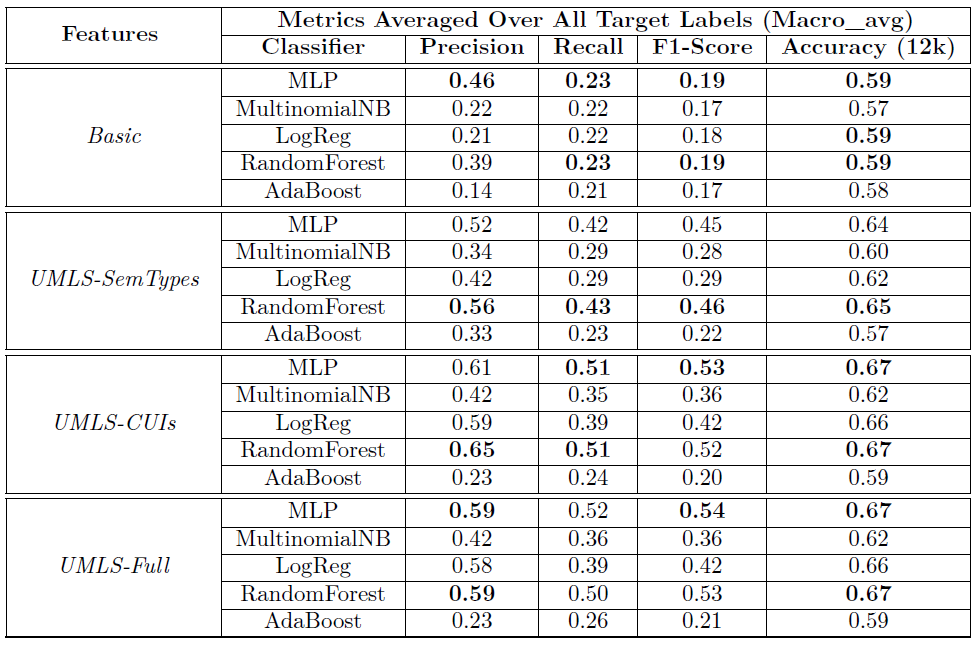 Features Metrics Averaged Over All Target Labels (Macro_avg)
Classifier Precision Recall F1-Score Accuracy (12k)
Basic
MLP 0.46 0.23 0.19 0.59
MultinomialNB 0.22 0.22 0.17 0.57
LogReg 0.21 0.22 0.18 0.59
RandomForest 0.39 0.23 0.19 0.59
AdaBoost 0.14 0.21 0.17 0.58
UMLS-SemTypes
MLP 0.52 0.42 0.45 0.64
MultinomialNB 0.34 0.29 0.28 0.60
LogReg 0.42 0.29 0.29 0.62
RandomForest 0.56 0.43 0.46 0.65
AdaBoost 0.33 0.23 0.22 0.57
UMLS-CUIs
MLP 0.61 0.51 0.53 0.67
MultinomialNB 0.42 0.35 0.36 0.62
LogReg 0.59 0.39 0.42 0.66
RandomForest 0.65 0.51 0.52 0.67
AdaBoost 0.23 0.24 0.20 0.59
UMLS-Full
MLP 0.59 0.52 0.54 0.67
MultinomialNB 0.42 0.36 0.36 0.62
LogReg 0.58 0.39 0.42 0.66
RandomForest 0.59 0.50 0.53 0.67
AdaBoost 0.23 0.26 0.21 0.59